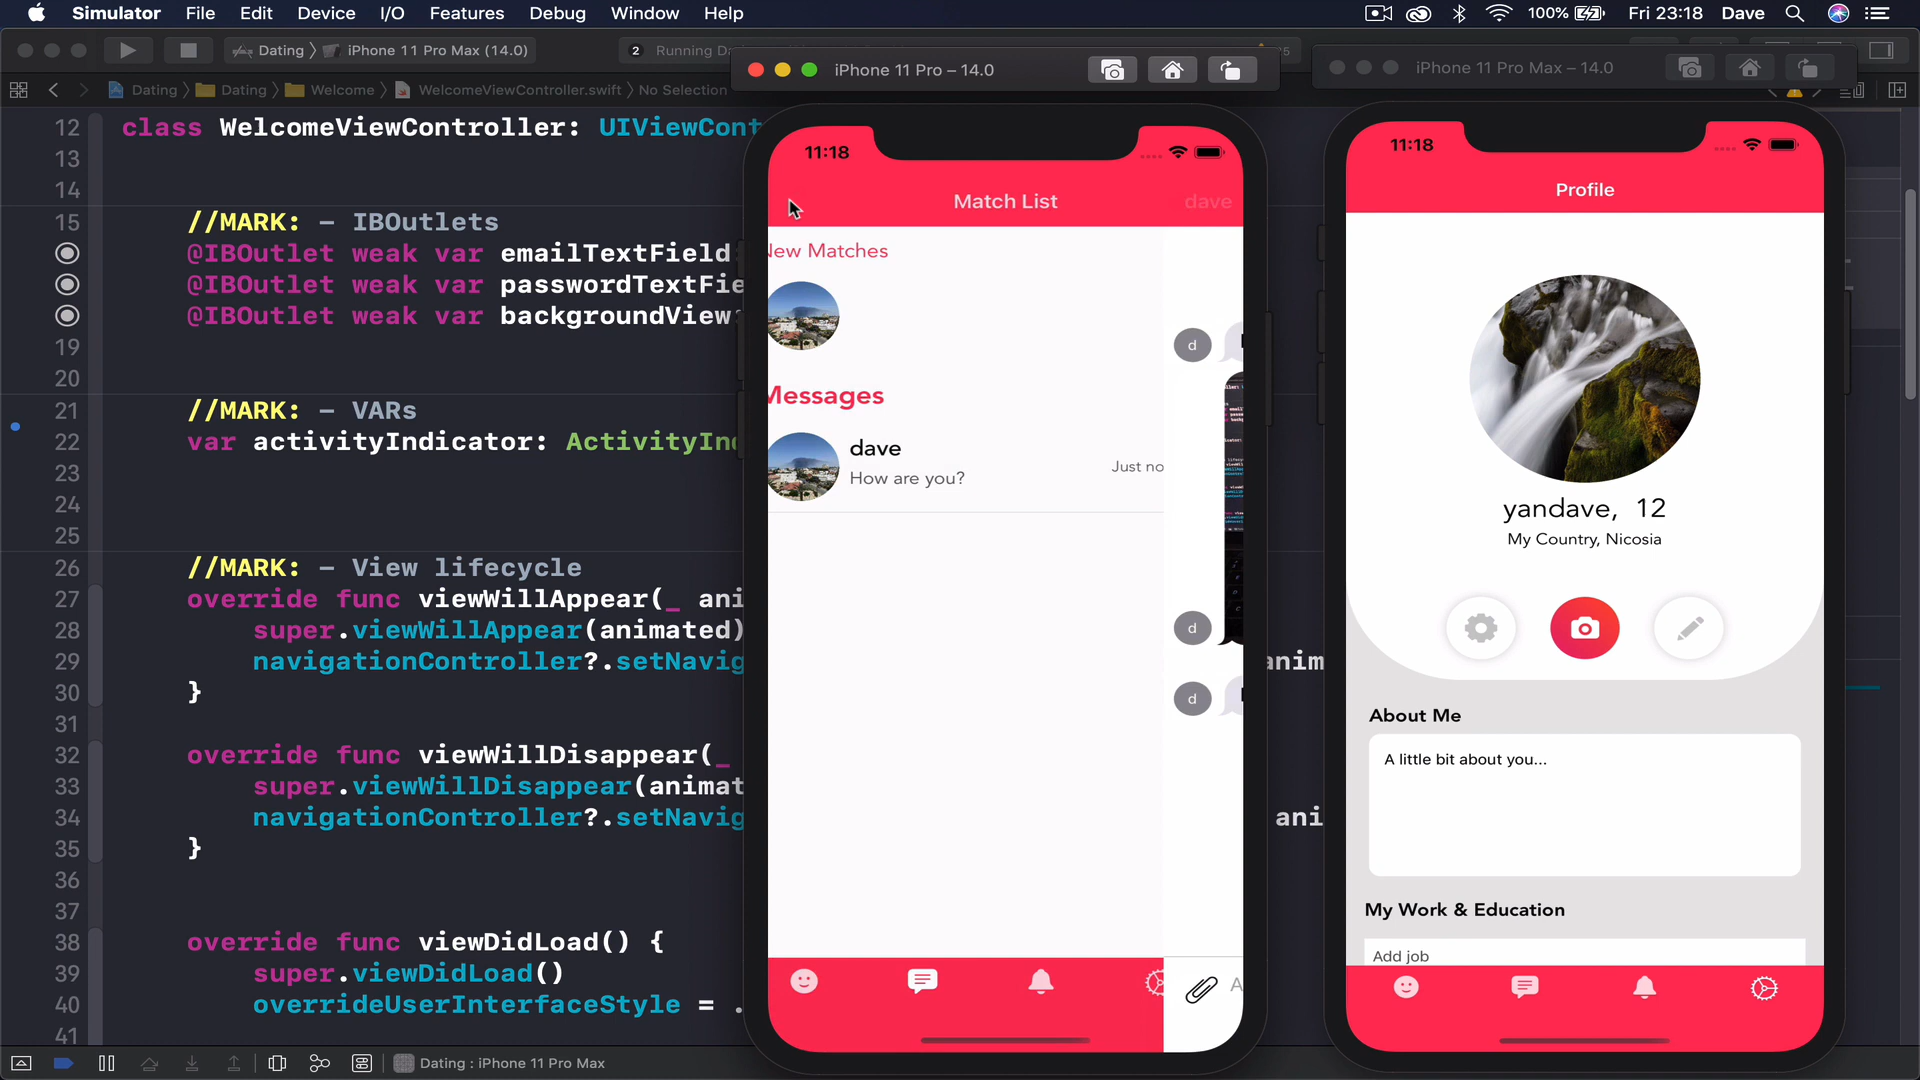 Simulator File Edit Device I/O Features Debug Window Help 100% Fri 23:18 Dave
Dating iPhone 11 Pro Max (14.0) 2 Running D
Dating Dating Welcome WelcomeViewController.swift No Selection
12 class WelcomeViewController: UIViewCont
13
14
15 //MARK: – IBOutlets
@IBOutlet weak var emailTextField
@IBOutlet weak var passwordTextFie
@IBOutlet weak var backgroundView:
19
20
21 //MARK: – VARs
22 var activityIndicator: ActivityInd
23
24
25
26 //MARK: – View lifecycle
27 override func viewWillAppear(_ ani
28 super.viewWillAppear(animated)
29 navigationController?.setNavig anim
30 }
31
32 override func viewWillDisappear(_
33 super.viewWillDisappear(animat
34 navigationController?.setNavig ani
35 }
36
37
38 override func viewDidLoad() {
39 super.viewDidLoad()
40 overrideUserInterfaceStyle = .
41
Dating : iPhone 11 Pro Max
iPhone 11 Pro – 14.0
11:18
Match List dave
New Matches
d
Messages
dave
How are you?
Just no
d
d
A
iPhone 11 Pro Max – 14.0
11:18
Profile
yandave, 12
My Country, Nicosia
About Me
A little bit about you...
My Work & Education
Add job